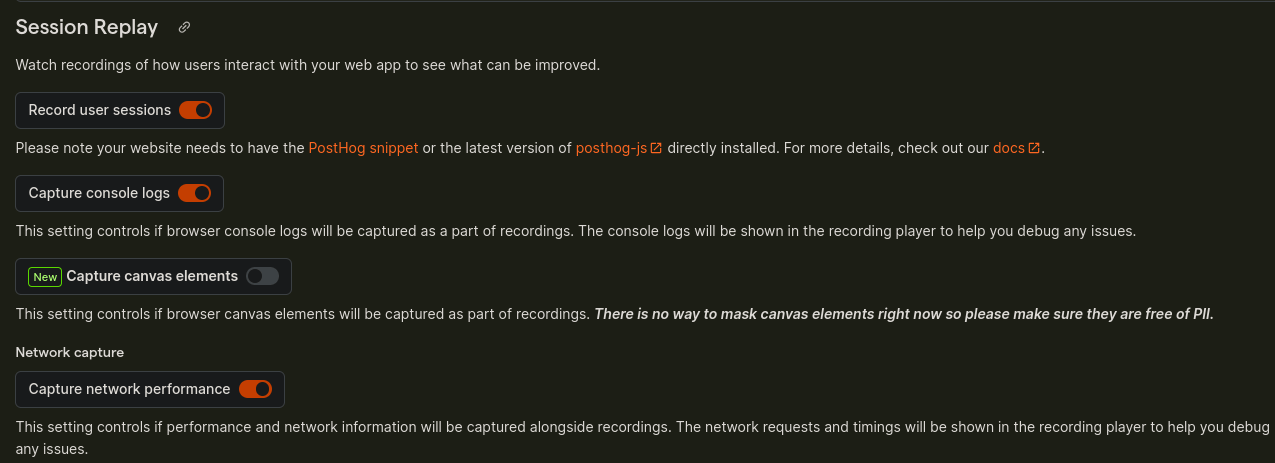 Session Replay
Watch recordings of how users interact with your web app to see what can be improved.
Record user sessions
Please note your website needs to have the PostHog snippet or the latest version of posthog-js directly installed. For more details, check out our docs.
Capture console logs
This setting controls if browser console logs will be captured as a part of recordings. The console logs will be shown in the recording player to help you debug any issues.
New Capture canvas elements
This setting controls if browser canvas elements will be captured as part of recordings. There is no way to mask canvas elements right now so please make sure they are free of PII.
Network capture
Capture network performance
This setting controls if performance and network information will be captured alongside recordings. The network requests and timings will be shown in the recording player to help you debug
any issues.